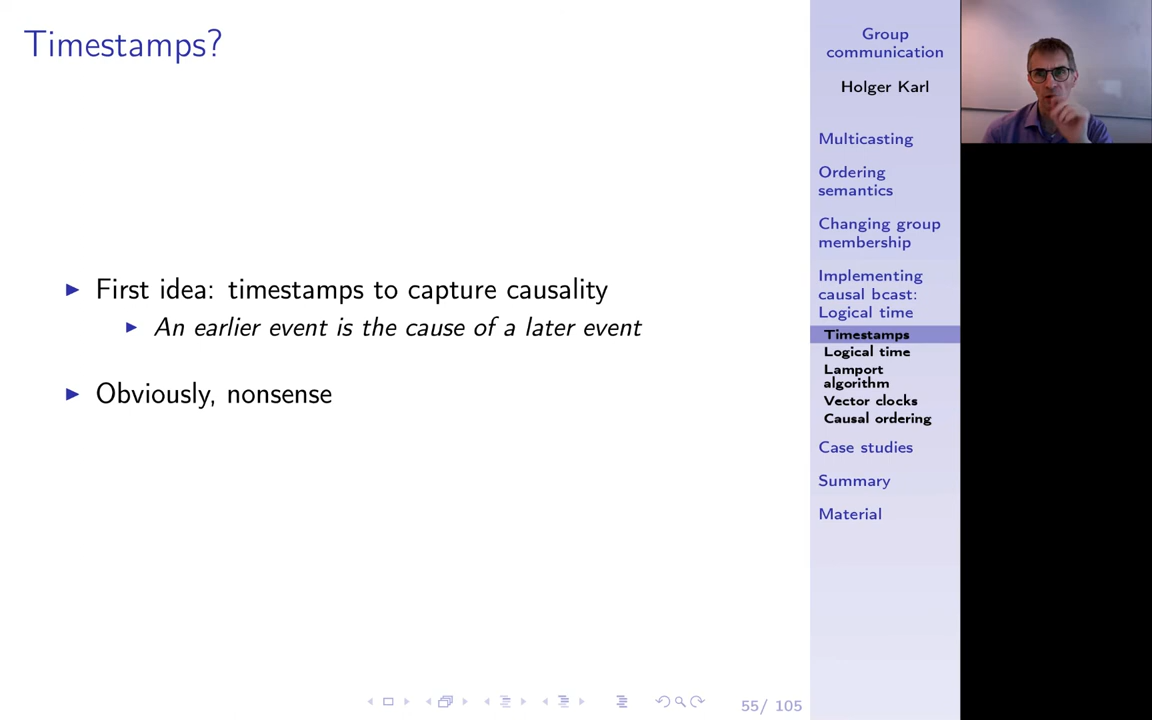 Timestamps?
▶ First idea: timestamps to capture causality
▶ An earlier event is the cause of a later event
▶ Obviously, nonsense
55/ 105
Group
communication
Holger Karl
Multicasting
Ordering
semantics
Changing group
membership
Implementing
causal bcast:
Logical time
Timestamps
Logical time
Lamport
algorithm
Vector clocks
Causal ordering
Case studies
Summary
Material